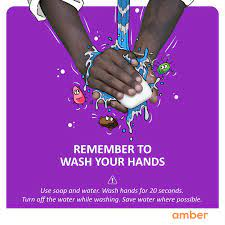 REMEMBER TO
WASH YOUR HANDS
Use soap and water. Wash hands for 20 seconds.
Turn off the water while washing. Save water where possible.
amber